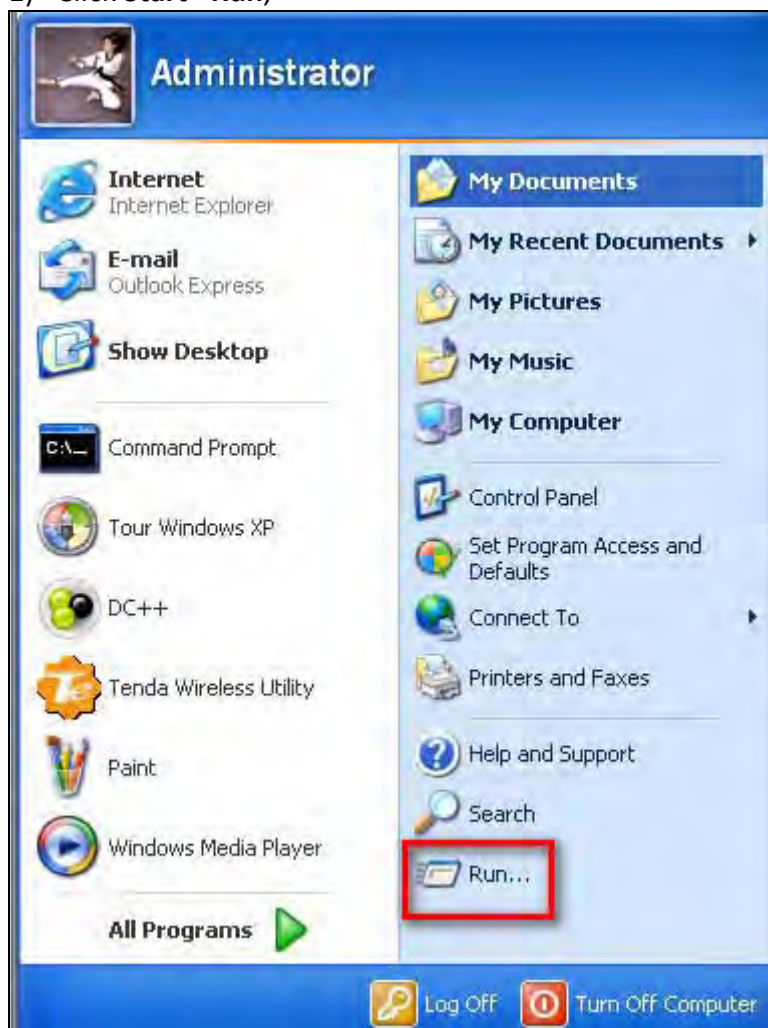 Administrator
Internet
Internet Explorer
E-mail
Outlook Express
Show Desktop
C:\_
Command Prompt
Tour Windows XP
DC++
Tenda Wireless Utility
Paint
Windows Media Player
All Programs
My Documents
My Recent Documents
My Pictures
My Music
My Computer
Control Panel
Set Program Access and
Defaults
Connect To
Printers and Faxes
Help and Support
Search
Run...
Log Off
Turn Off Computer